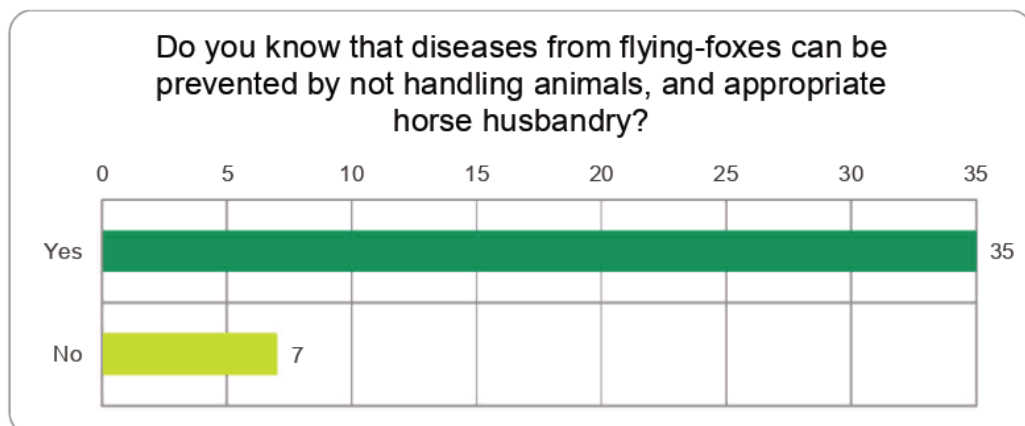 Do you know that diseases from flying-foxes can be
prevented by not handling animals, and appropriate
horse husbandry?
0 5 10 15 20 25 30 35
Yes 35
No 7